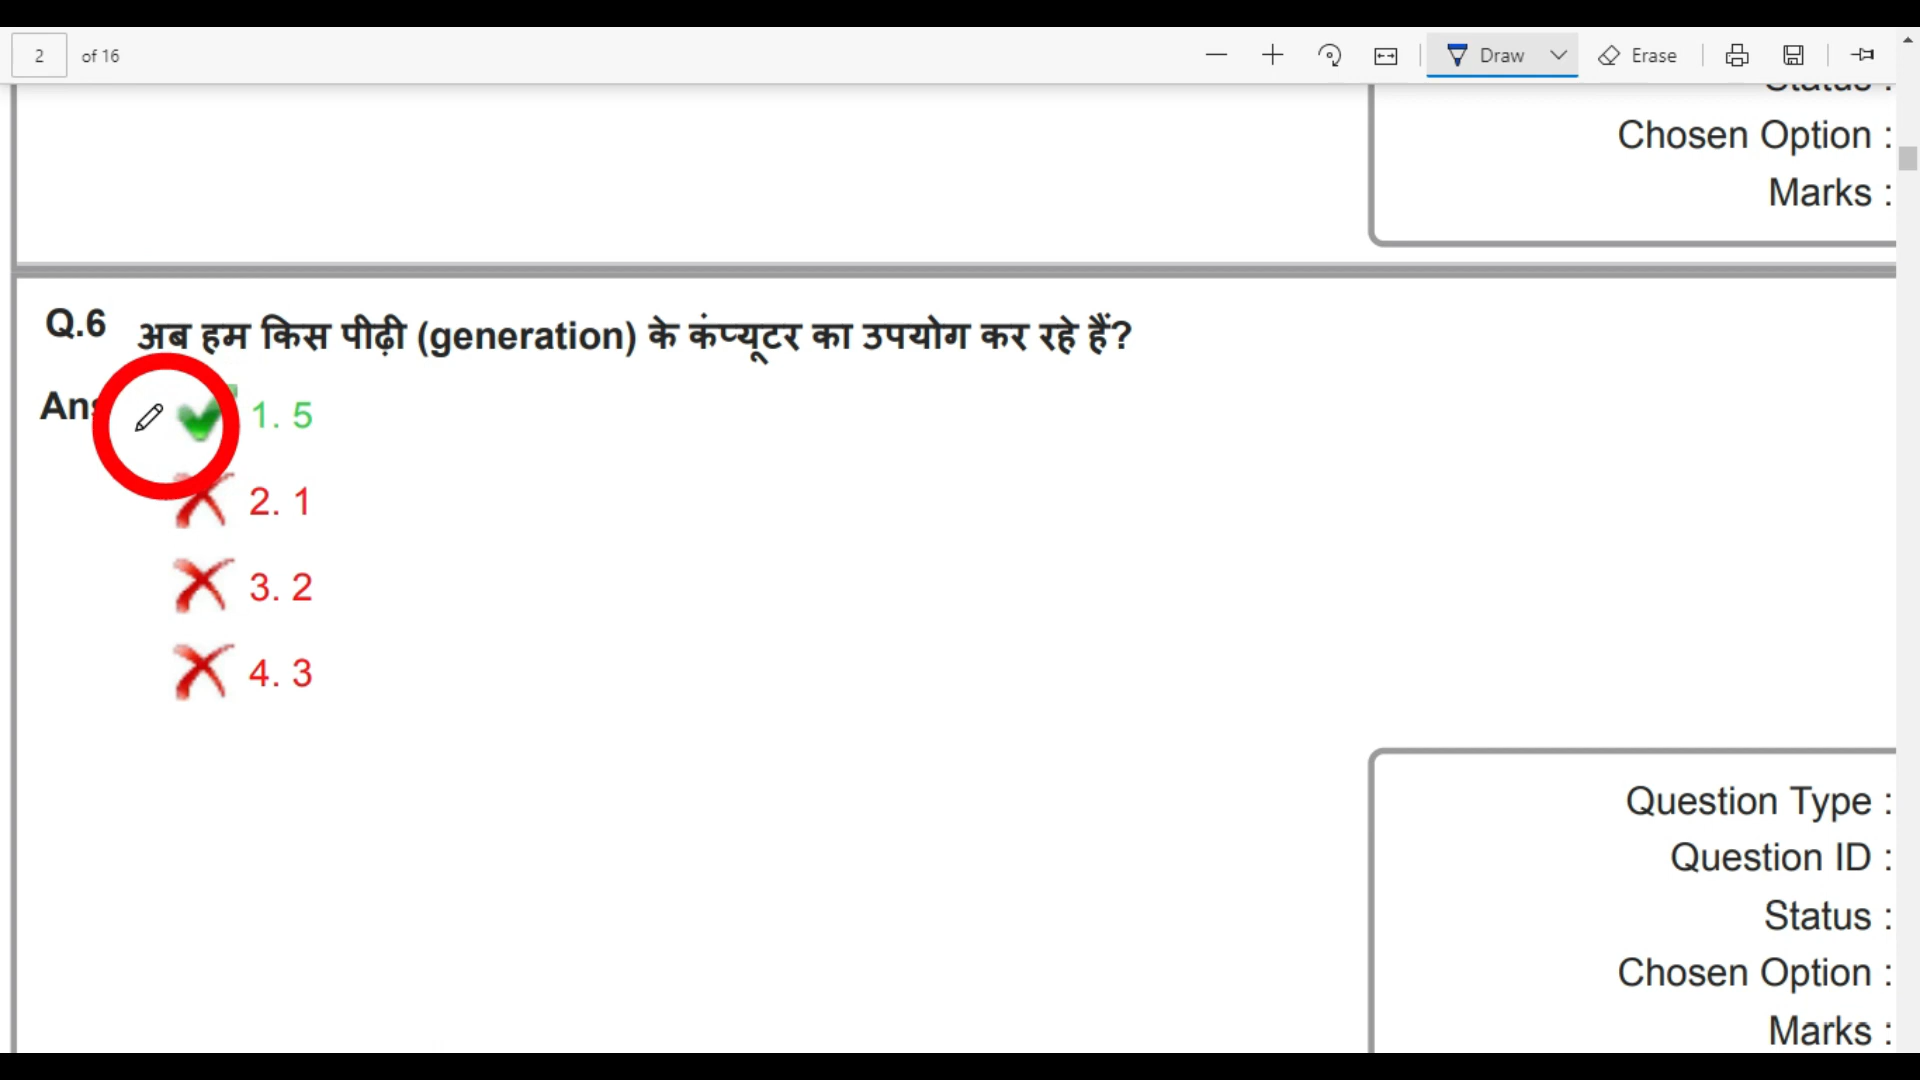 2 of 16 Draw Erase
Chosen Option :
Marks :
Q.6 अब हम किस पीढ़ी (generation) के कंप्यूटर का उपयोग कर रहे हैं?
Ans 1. 5
2. 1
3. 2
4. 3
Question Type :
Question ID :
Status :
Chosen Option :
Marks :